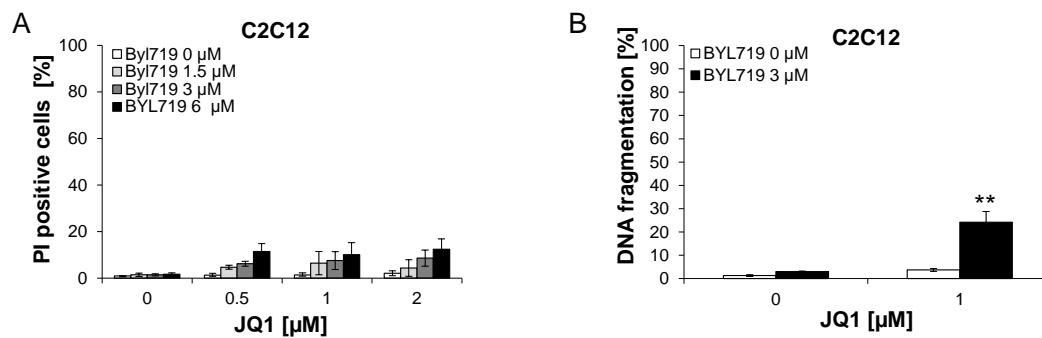 A
C2C12
PI positive cells [%]
100
80
60
40
20
0
Byl719 0 µM
Byl719 1.5 µM
Byl719 3 µM
BYL719 6 µM
0 0.5 1 2
JQ1 [µM]
B
C2C12
DNA fragmentation [%]
100
90
80
70
60
50
40
30
20
10
0
BYL719 0 µM
BYL719 3 µM
**
0 1
JQ1 [µM]